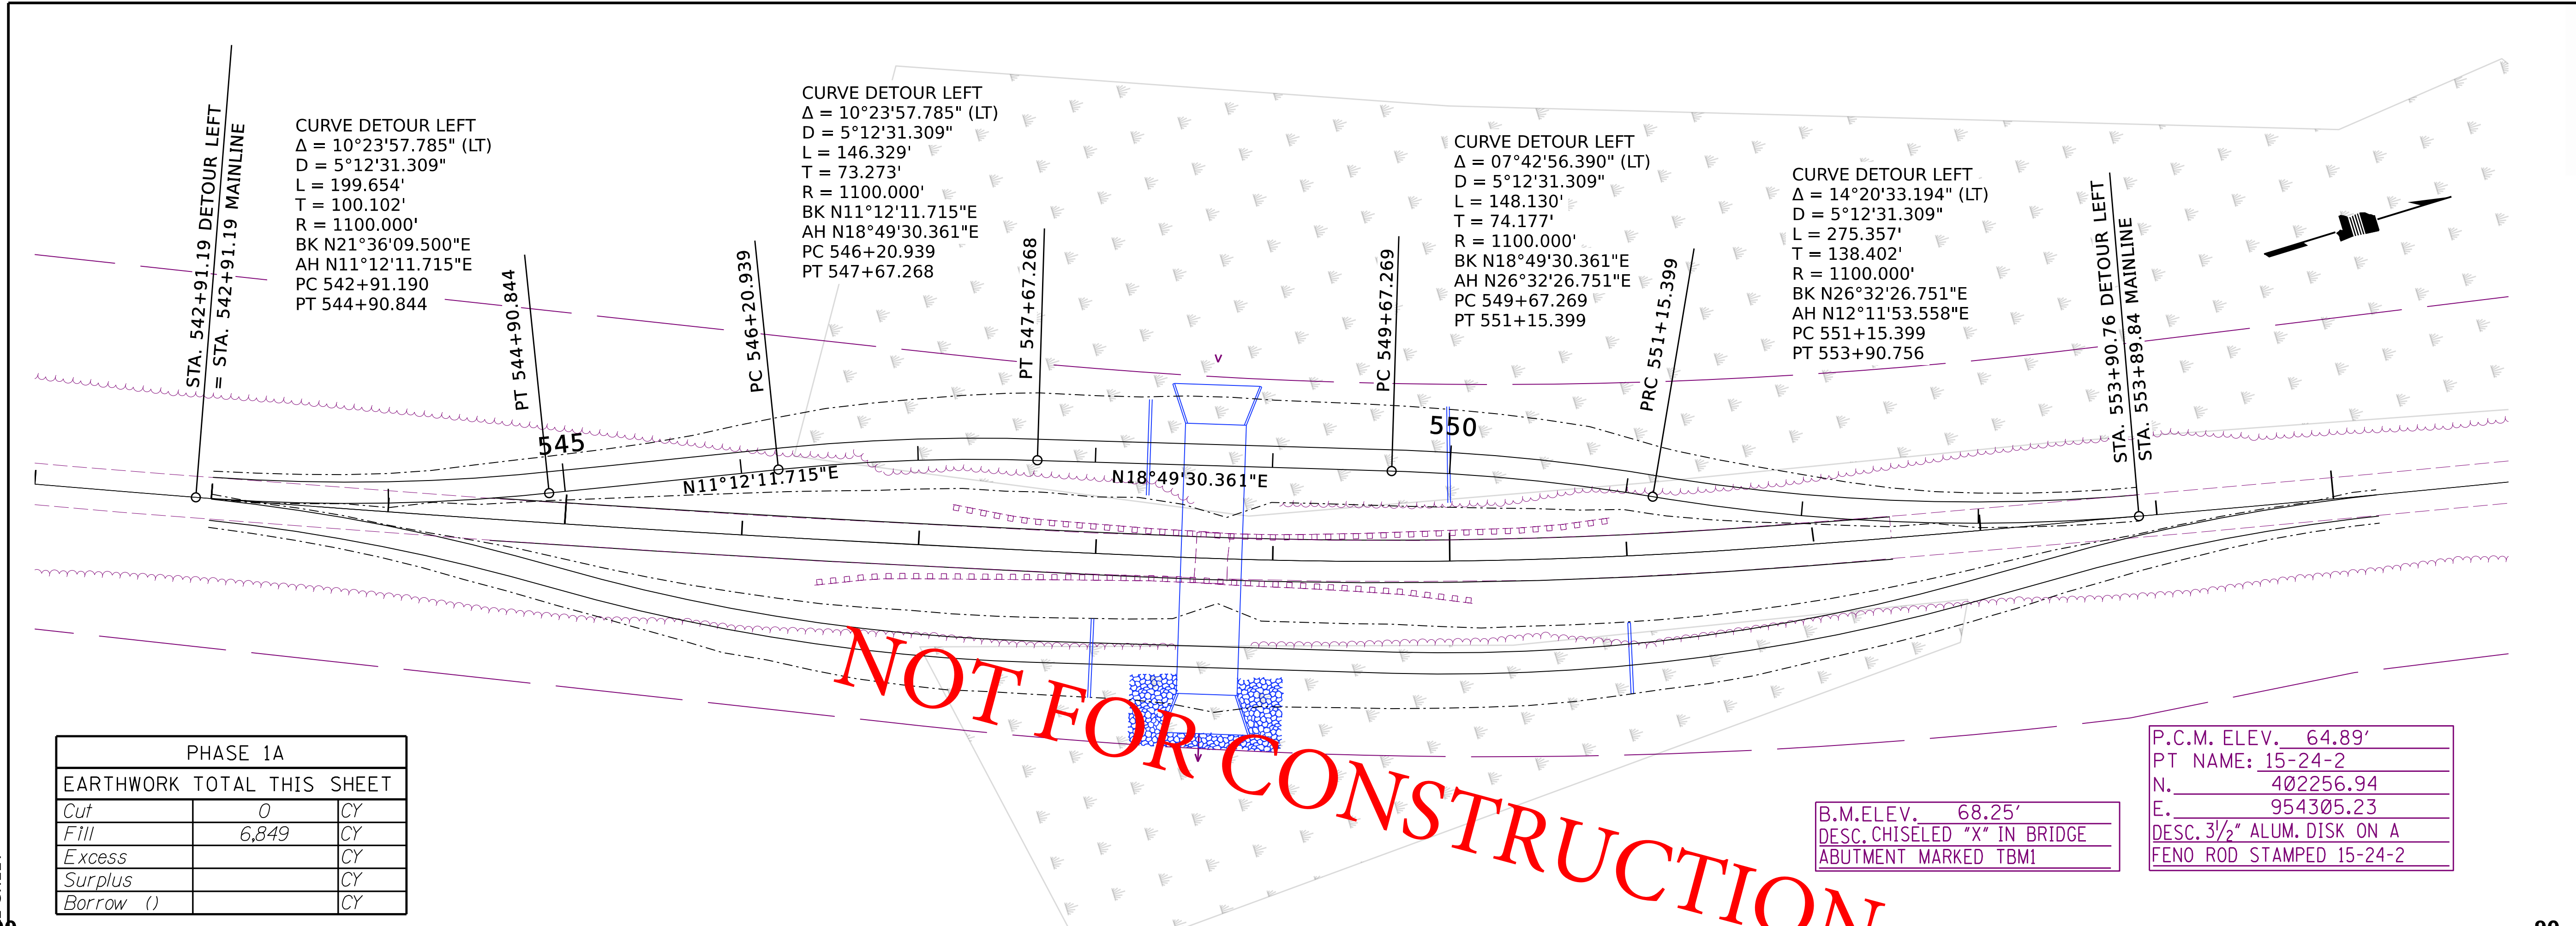 STA. 542+91.19 DETOUR LEFT
= STA. 542+91.19 MAINLINE
CURVE DETOUR LEFT
Δ = 10°23'57.785" (LT)
D = 5°12'31.309"
L = 199.654'
T = 100.102'
R = 1100.000'
BK N21°36'09.500"E
AH N11°12'11.715"E
PC 542+91.190
PT 544+90.844
PT 544+90.844
PC 546+20.939
CURVE DETOUR LEFT
Δ = 10°23'57.785" (LT)
D = 5°12'31.309"
L = 146.329'
T = 73.273'
R = 1100.000'
BK N11°12'11.715"E
AH N18°49'30.361"E
PC 546+20.939
PT 547+67.268
PT 547+67.268
PC 549+67.269
CURVE DETOUR LEFT
Δ = 07°42'56.390" (LT)
D = 5°12'31.309"
L = 148.130'
T = 74.177'
R = 1100.000'
BK N18°49'30.361"E
AH N26°32'26.751"E
PC 549+67.269
PT 551+15.399
PRC 551+15.399
CURVE DETOUR LEFT
Δ = 14°20'33.194" (LT)
D = 5°12'31.309"
L = 275.357'
T = 138.402'
R = 1100.000'
BK N26°32'26.751"E
AH N12°11'53.558"E
PC 551+15.399
PT 553+90.756
STA. 553+90.76 DETOUR LEFT
STA. 553+89.84 MAINLINE
545
550
N11°12'11.715"E
N18°49'30.361"E
NOT FOR CONSTRUCTION
PHASE 1A
EARTHWORK TOTAL THIS SHEET
Cut 0 CY
Fill 6,849 CY
Excess CY
Surplus CY
Borrow () CY
B.M.ELEV. 68.25'
DESC. CHISELED "X" IN BRIDGE
ABUTMENT MARKED TBM1
P.C.M. ELEV. 64.89'
PT NAME: 15-24-2
N. 402256.94
E. 954305.23
DESC. 3½" ALUM. DISK ON A
FENO ROD STAMPED 15-24-2